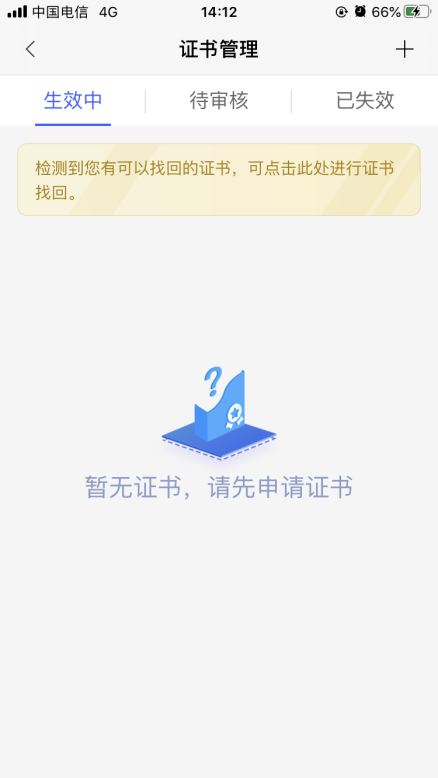 中国电信 4G 14:12 66%
证书管理
生效中 待审核 已失效
检测到您有可以找回的证书，可点击此处进行证书
找回。
?
暂无证书，请先申请证书